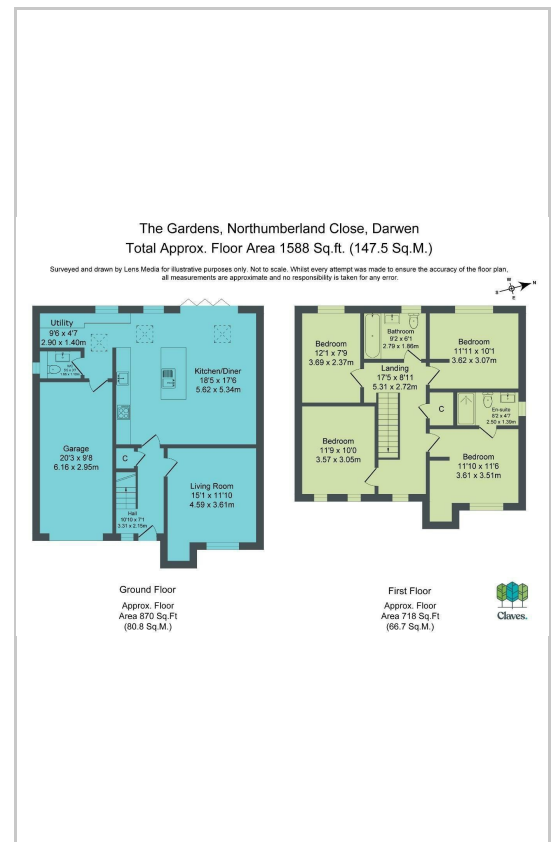 The Gardens, Northumberland Close, Darwen
Total Approx. Floor Area 1588 Sq.ft. (147.5 S.Q.M.)
Surveyed and drawn by Lens Media for illustrative purposes only. Not to scale. Whilst every attempt was made to ensure the accuracy of the floor plan,
all measurements are approximate and no responsibility is taken for any error.
W
N
S
E
Utility
9'6 x 4'7
2.90 x 1.40m
Kitchen/Diner
18'5 x 17'6
5.62 x 5.34m
Garage
20'3 x 9'8
6.16 x 2.95m
C
Living Room
15'1 x 11'10
4.59 x 3.61m
Hall
10'10 x 7'1
3.31 x 2.15m
Ground Floor
Approx. Floor
Area 870 Sq.Ft
(80.8 Sq.M.)
Bedroom
12'1 x 7'9
3.69 x 2.37m
Bathroom
9'2 x 6'1
2.79 x 1.86m
Bedroom
11'11 x 10'1
3.62 x 3.07m
Landing
17'5 x 8'11
5.31 x 2.72m
C
En-suite
8'2 x 4'7
2.50 x 1.39m
Bedroom
11'9 x 10'0
3.57 x 3.05m
Bedroom
11'10 x 11'6
3.61 x 3.51m
First Floor
Approx. Floor
Area 718 Sq.Ft
(66.7 Sq.M.)
Claves.